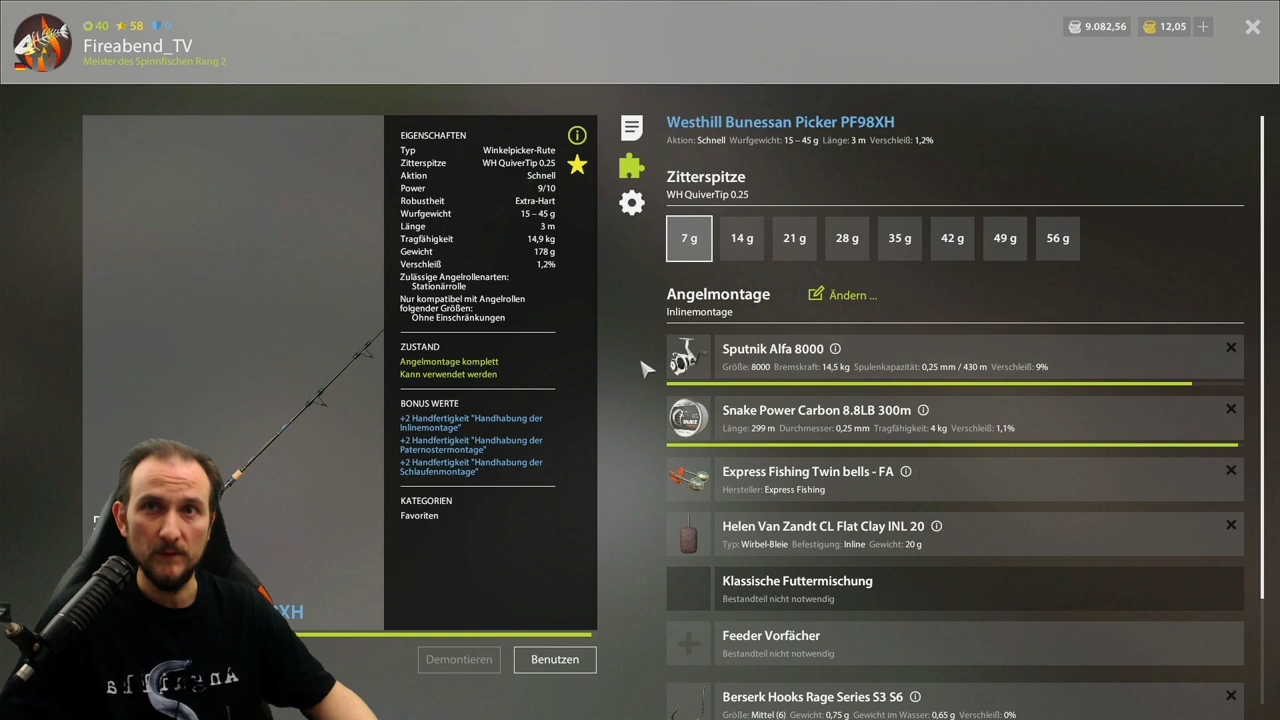 40 58 0
Fireabend_TV
Meister des Spinnfischen Rang 2
9.082,56 12,05
EIGENSCHAFTEN
Typ Winkelpicker-Rute
Zitterspitze WH QuiverTip 0.25
Aktion Schnell
Power 9/10
Robustheit Extra-Hart
Wurfgewicht 15 – 45 g
Länge 3 m
Tragfähigkeit 14,9 kg
Gewicht 178 g
Verschleiß 1,2%
Zulässige Angelrollenarten:
Stationärrolle
Nur kompatibel mit Angelrollen
folgender Größen:
Ohne Einschränkungen
ZUSTAND
Angelmontage komplett
Kann verwendet werden
BONUS WERTE
+2 Handfertigkeit "Handhabung der
Inlinemontage"
+2 Handfertigkeit "Handhabung der
Paternostermontage"
+2 Handfertigkeit "Handhabung der
Schlaufenmontage"
KATEGORIEN
Favoriten
XH
Demontieren Benutzen
Westhill Bunessan Picker PF98XH
Aktion: Schnell Wurfgewicht: 15 – 45 g Länge: 3 m Verschleiß: 1,2%
Zitterspitze
WH QuiverTip 0.25
7 g 14 g 21 g 28 g 35 g 42 g 49 g 56 g
Angelmontage Ändern ...
Inlinemontage
Sputnik Alfa 8000
Größe: 8000 Bremskraft: 14,5 kg Spulenkapazität: 0,25 mm / 430 m Verschleiß: 9%
Snake Power Carbon 8.8LB 300m
Länge: 299 m Durchmesser: 0,25 mm Tragfähigkeit: 4 kg Verschleiß: 1,1%
Express Fishing Twin bells - FA
Hersteller: Express Fishing
Helen Van Zandt CL Flat Clay INL 20
Typ: Wirbel-Bleie Befestigung: Inline Gewicht: 20 g
Klassische Futtermischung
Bestandteil nicht notwendig
Feeder Vorfächer
Bestandteil nicht notwendig
Berserk Hooks Rage Series S3 S6
Größe: Mittel (6) Gewicht: 0,75 g Gewicht im Wasser: 0,65 g Verschleiß: 0%